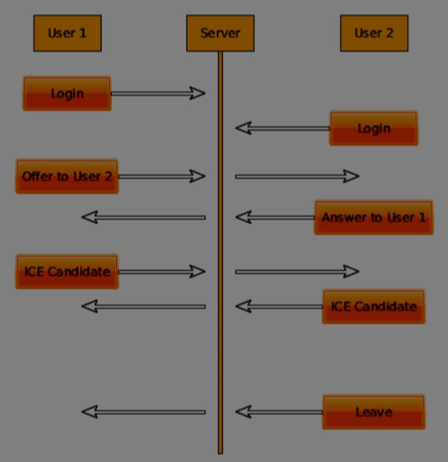 User 1
Server
User 2
Login
Login
Offer to User 2
Answer to User 1
ICE Candidate
ICE Candidate
Leave